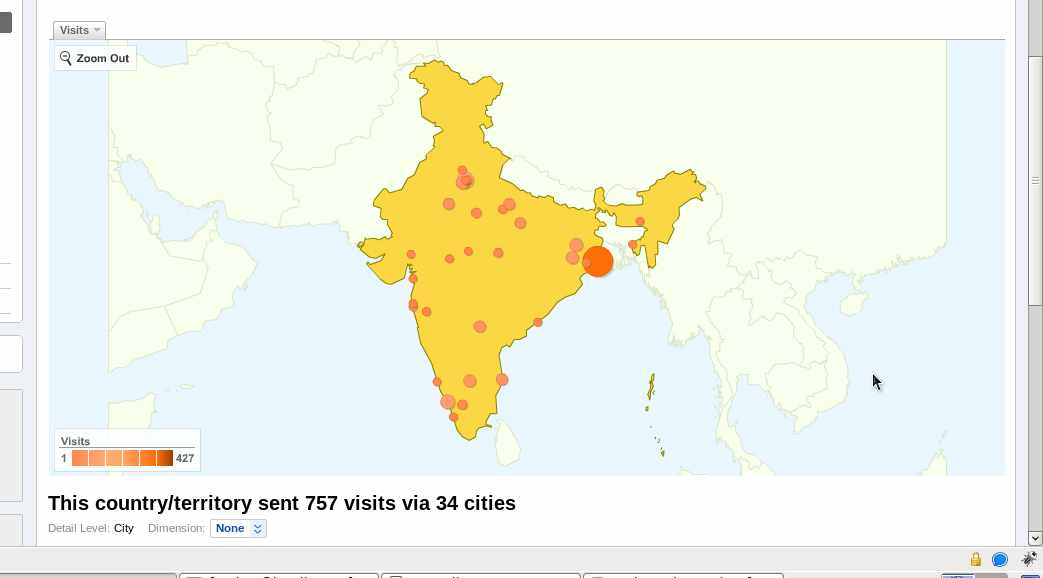 Visits
Zoom Out
Visits
1 427
This country/territory sent 757 visits via 34 cities
Detail Level: City Dimension: None